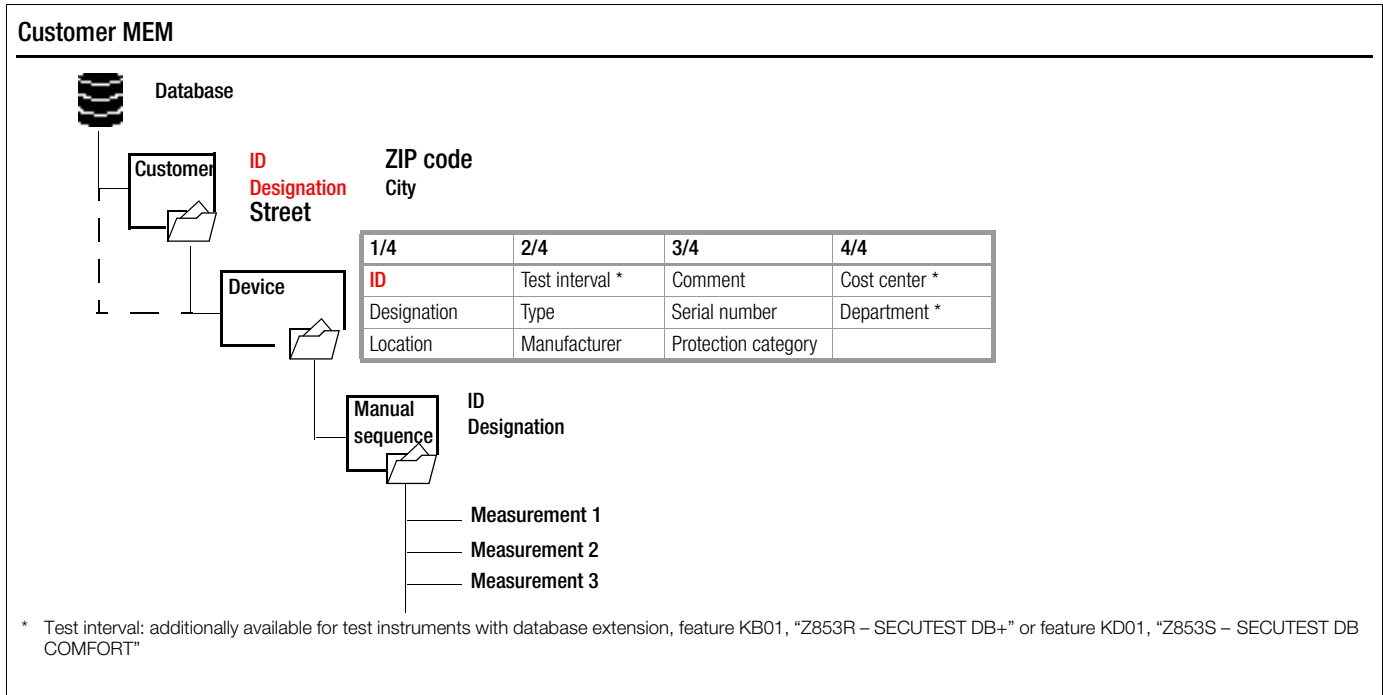 Customer MEM
Database
Customer
ID ZIP code
Designation City
Street
1/4 2/4 3/4 4/4
Device
ID Test interval * Comment Cost center *
Designation Type Serial number Department *
Location Manufacturer Protection category
Manual
sequence
ID
Designation
Measurement 1
Measurement 2
Measurement 3
* Test interval: additionally available for test instruments with database extension, feature KB01, “Z853R – SECUTEST DB+” or feature KD01, “Z853S – SECUTEST DB
COMFORT”